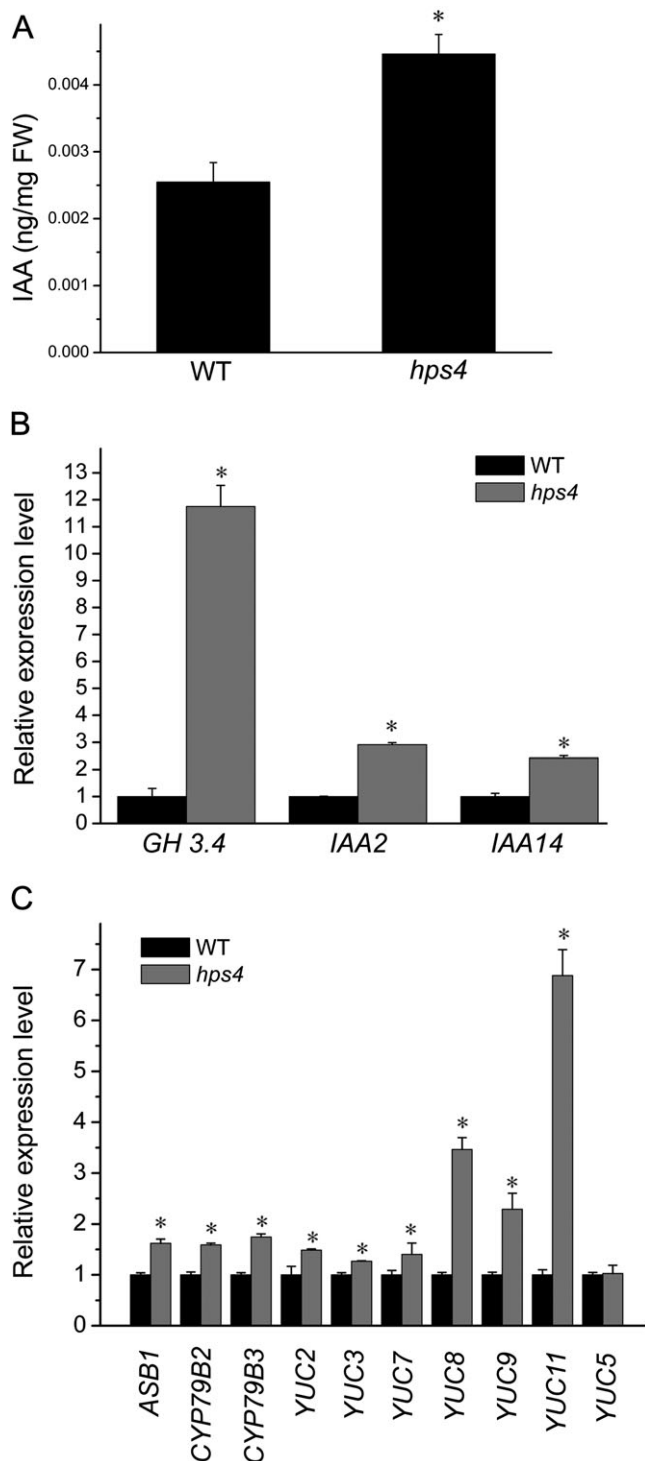 A
*
0.004
0.003
0.002
0.001
0.000
IAA (ng/mg FW)
WT hps4
B
WT
hps4
13
12
11
10
9
8
7
6
5
4
3
2
1
0
Relative expression level
* * *
GH 3.4 IAA2 IAA14
C
WT
hps4
7
6
5
4
3
2
1
0
Relative expression level
* * * * * * * * *
ASB1
CYP79B2
CYP79B3
YUC2
YUC3
YUC7
YUC8
YUC9
YUC11
YUC5